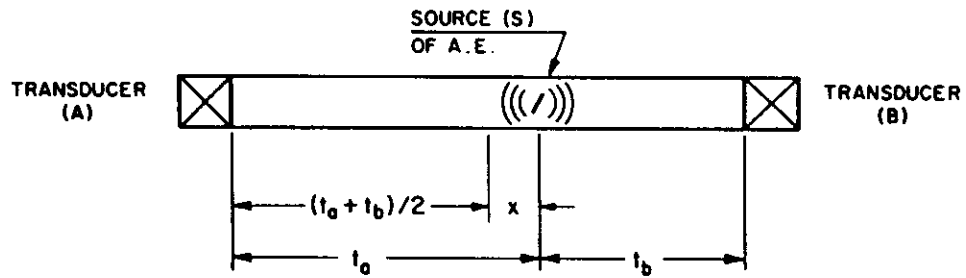 SOURCE (S)
OF A.E.
TRANSDUCER
(A)
TRANSDUCER
(B)
(ta + tb)/2
x
ta
tb